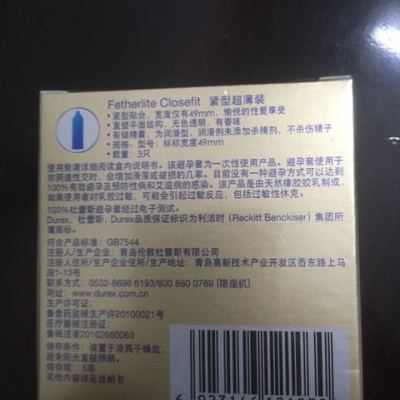 Fetherlite Closefit 紧型超薄装
• 紧型贴合，宽度仅有49mm，愉悦的性爱享受
• 直壁平面结构，无色透明，有香味
• 有储精囊，为润滑型，润滑剂未添加杀精剂，不杀伤精子
• 规格、型号：标称宽度49mm
• 数量：3只
使用前请详细阅读盒内说明书。该避孕套为一次性使用产品。避孕套使用于
非阴道性交时，会增加滑落或破损的几率。目前没有一种避孕方式可以达到
100%有效避孕及预防性病和艾滋病的感染。该产品是由天然橡胶胶乳制成，
如果使用者对乳胶过敏，可能会引发过敏反应，包括过敏性休克。
100%杜蕾斯避孕套经过电子测试。
Durex、杜蕾斯、Durex品质保证标识为利洁时 (Reckitt Benckiser) 集团所
属商标。
符合产品标准：GB7544
注册人/生产企业：青岛伦敦杜蕾斯有限公司
注册人住所/生产企业住所/生产地址：青岛高新技术产业开发区岙东路上马
段1-13号
联系方式：0532-6696 6193/800 860 0789 (限座机)
网址：www.durex.com.cn
生产许可证：
鲁食药监械生产许20100021号
医疗器械注册证：
鲁械注准20162660063
储存条件：请置于凉爽干燥处，
避免阳光直接照晒。
有效期：5年
其他内容详见说明书